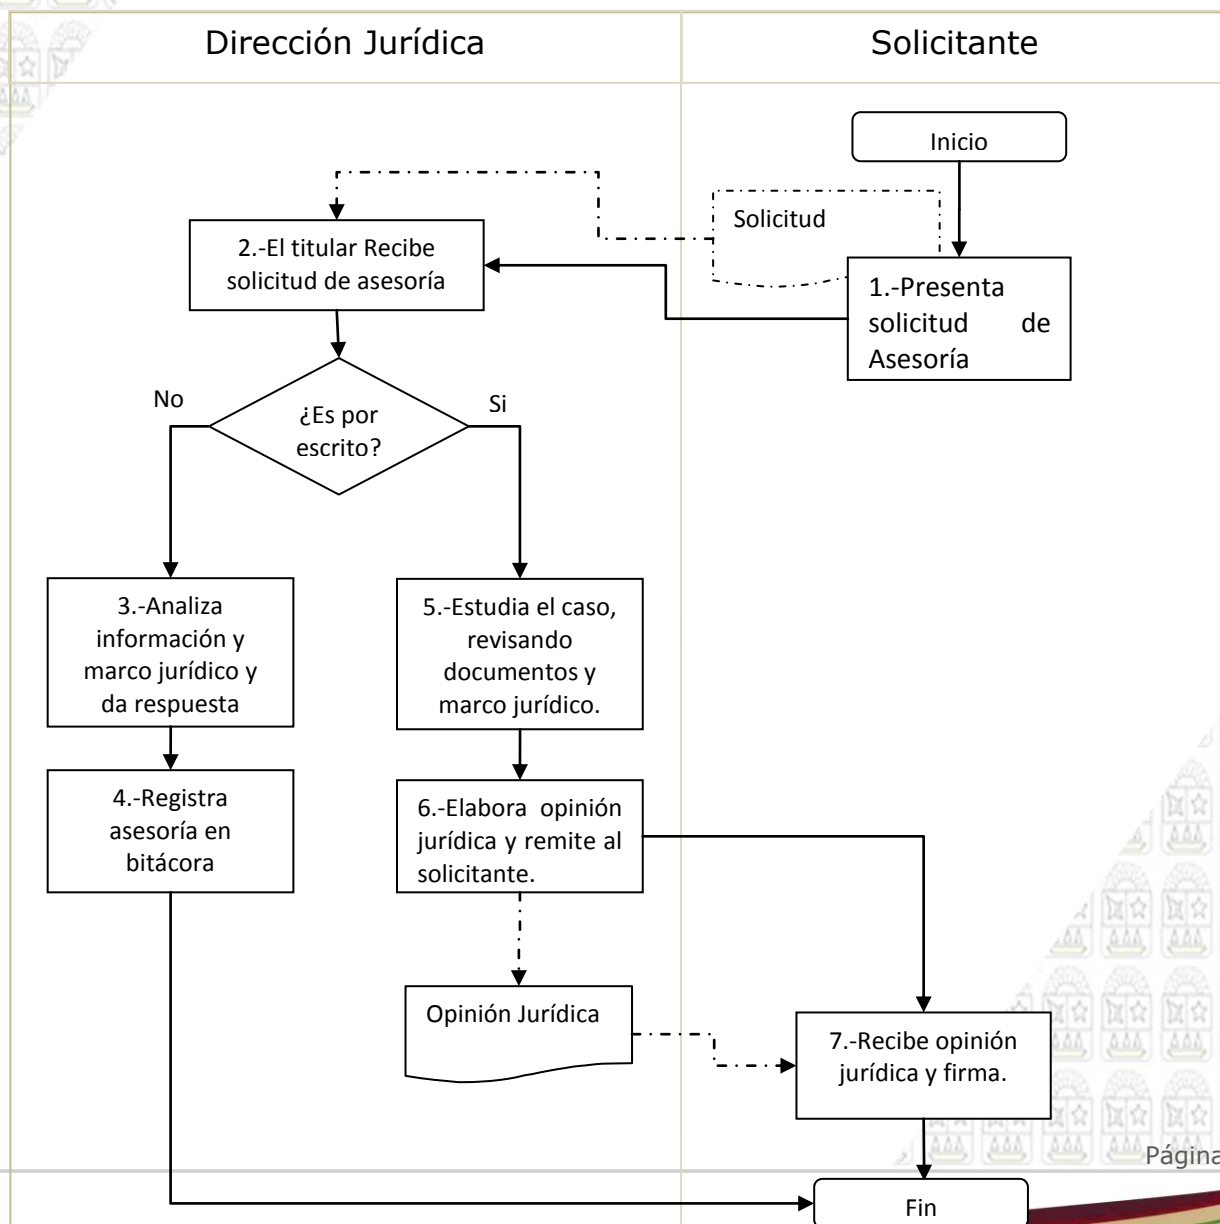 Dirección Jurídica
Solicitante
Inicio
Solicitud
2.-El titular Recibe
solicitud de asesoría
1.-Presenta
solicitud de
Asesoría
¿Es por
escrito?
No
Si
3.-Analiza
información y
marco jurídico y
da respuesta
5.-Estudia el caso,
revisando
documentos y
marco jurídico.
4.-Registra
asesoría en
bitácora
6.-Elabora opinión
jurídica y remite al
solicitante.
Opinión Jurídica
7.-Recibe opinión
jurídica y firma.
Página
Fin